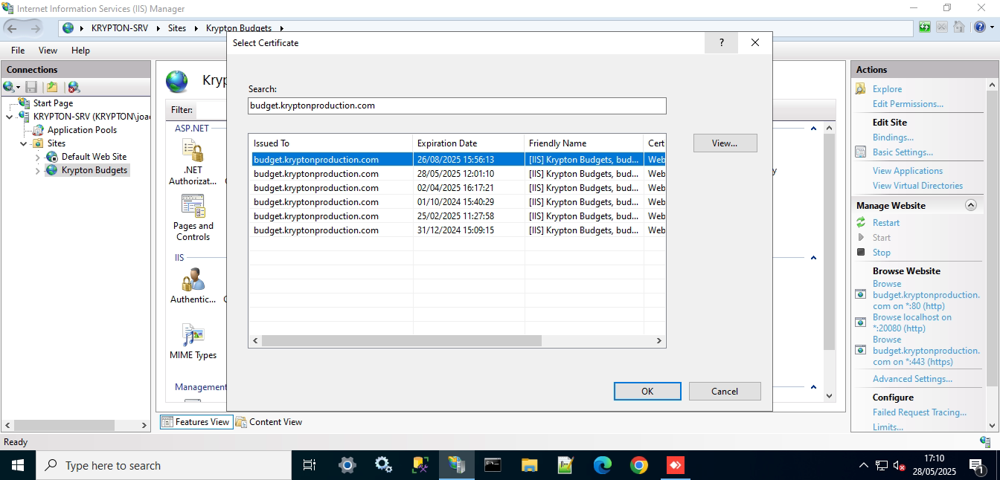 Internet Information Services (IIS) Manager
KRYPTON-SRV Sites Krypton Budgets
File View Help
Connections
Start Page
KRYPTON-SRV (KRYPTON\joa
Application Pools
Sites
Default Web Site
Krypton Budgets
Filter:
ASP.NET
.NET
Authorizat...
Pages and
Controls
IIS
Authentic...
MIME Types
Management
Features View
Content View
Select Certificate
?
Search:
budget.kryptonproduction.com
Issued To Expiration Date Friendly Name Cert
budget.kryptonproduction.com 26/08/2025 15:56:13 [IIS] Krypton Budgets, bud... Web
budget.kryptonproduction.com 28/05/2025 12:01:10 [IIS] Krypton Budgets, bud... Web
budget.kryptonproduction.com 02/04/2025 16:17:21 [IIS] Krypton Budgets, bud... Web
budget.kryptonproduction.com 01/10/2024 15:40:29 [IIS] Krypton Budgets, bud... Web
budget.kryptonproduction.com 25/02/2025 11:27:58 [IIS] Krypton Budgets, bud... Web
budget.kryptonproduction.com 31/12/2024 15:09:15 [IIS] Krypton Budgets, bud... Web
View...
OK
Cancel
Actions
Explore
Edit Permissions...
Edit Site
Bindings...
Basic Settings...
View Applications
View Virtual Directories
Manage Website
Restart
Start
Stop
Browse Website
Browse
budget.kryptonproduction.
com on *:80 (http)
Browse localhost on
*:20080 (http)
Browse
budget.kryptonproduction.
com on *:443 (https)
Advanced Settings...
Configure
Failed Request Tracing...
Limits...
Ready
Type here to search
17:10
28/05/2025
1